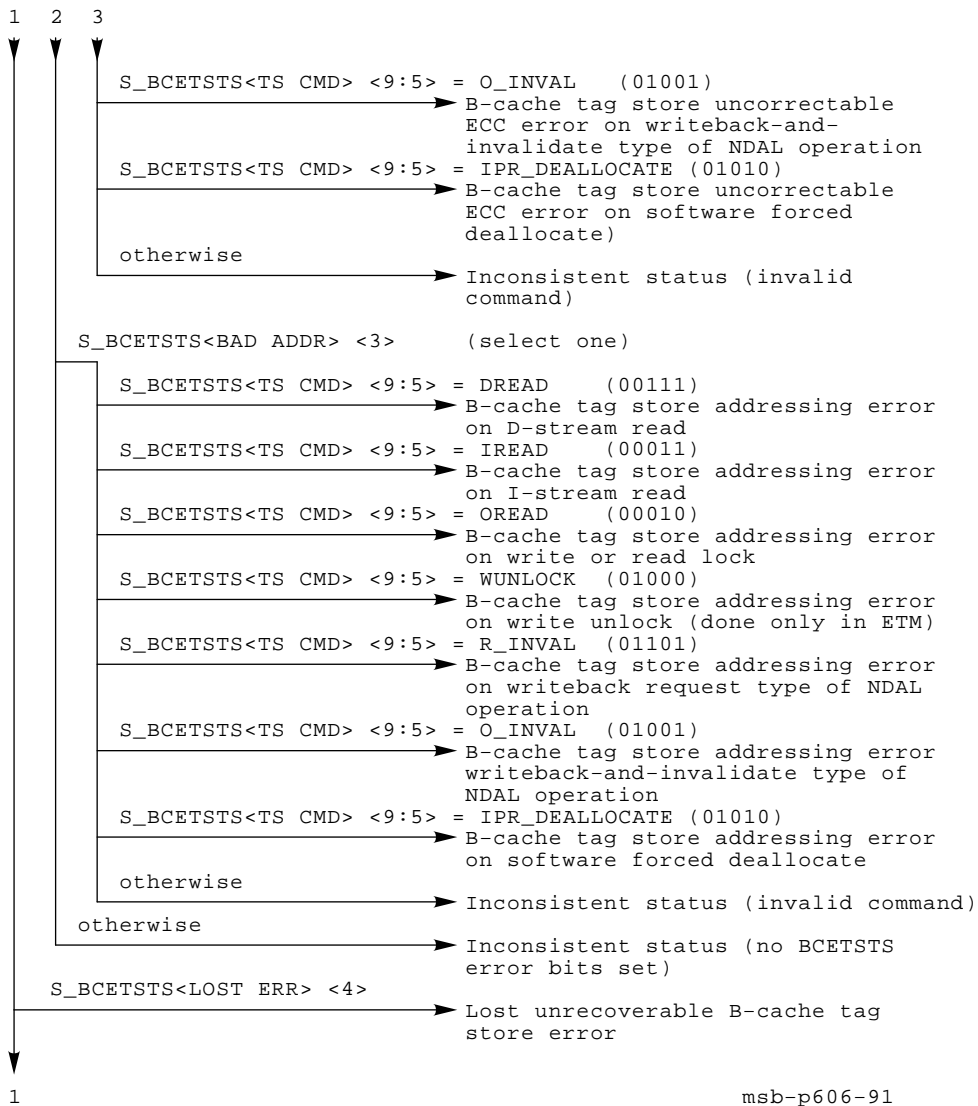 1 2 3
S_BCETSTS<TS CMD> <9:5> = O_INVAL (01001)
B-cache tag store uncorrectable
ECC error on writeback-and-
invalidate type of NDAL operation
S_BCETSTS<TS CMD> <9:5> = IPR_DEALLOCATE (01010)
B-cache tag store uncorrectable
ECC error on software forced
deallocate)
otherwise
Inconsistent status (invalid
command)
S_BCETSTS<BAD ADDR> <3> (select one)
S_BCETSTS<TS CMD> <9:5> = DREAD (00111)
B-cache tag store addressing error
on D-stream read
S_BCETSTS<TS CMD> <9:5> = IREAD (00011)
B-cache tag store addressing error
on I-stream read
S_BCETSTS<TS CMD> <9:5> = OREAD (00010)
B-cache tag store addressing error
on write or read lock
S_BCETSTS<TS CMD> <9:5> = WUNLOCK (01000)
B-cache tag store addressing error
on write unlock (done only in ETM)
S_BCETSTS<TS CMD> <9:5> = R_INVAL (01101)
B-cache tag store addressing error
on writeback request type of NDAL
operation
S_BCETSTS<TS CMD> <9:5> = O_INVAL (01001)
B-cache tag store addressing error
writeback-and-invalidate type of
NDAL operation
S_BCETSTS<TS CMD> <9:5> = IPR_DEALLOCATE (01010)
B-cache tag store addressing error
on software forced deallocate
otherwise
Inconsistent status (invalid command)
otherwise
Inconsistent status (no BCETSTS
error bits set)
S_BCETSTS<LOST ERR> <4>
Lost unrecoverable B-cache tag
store error
1 msb-p606-91